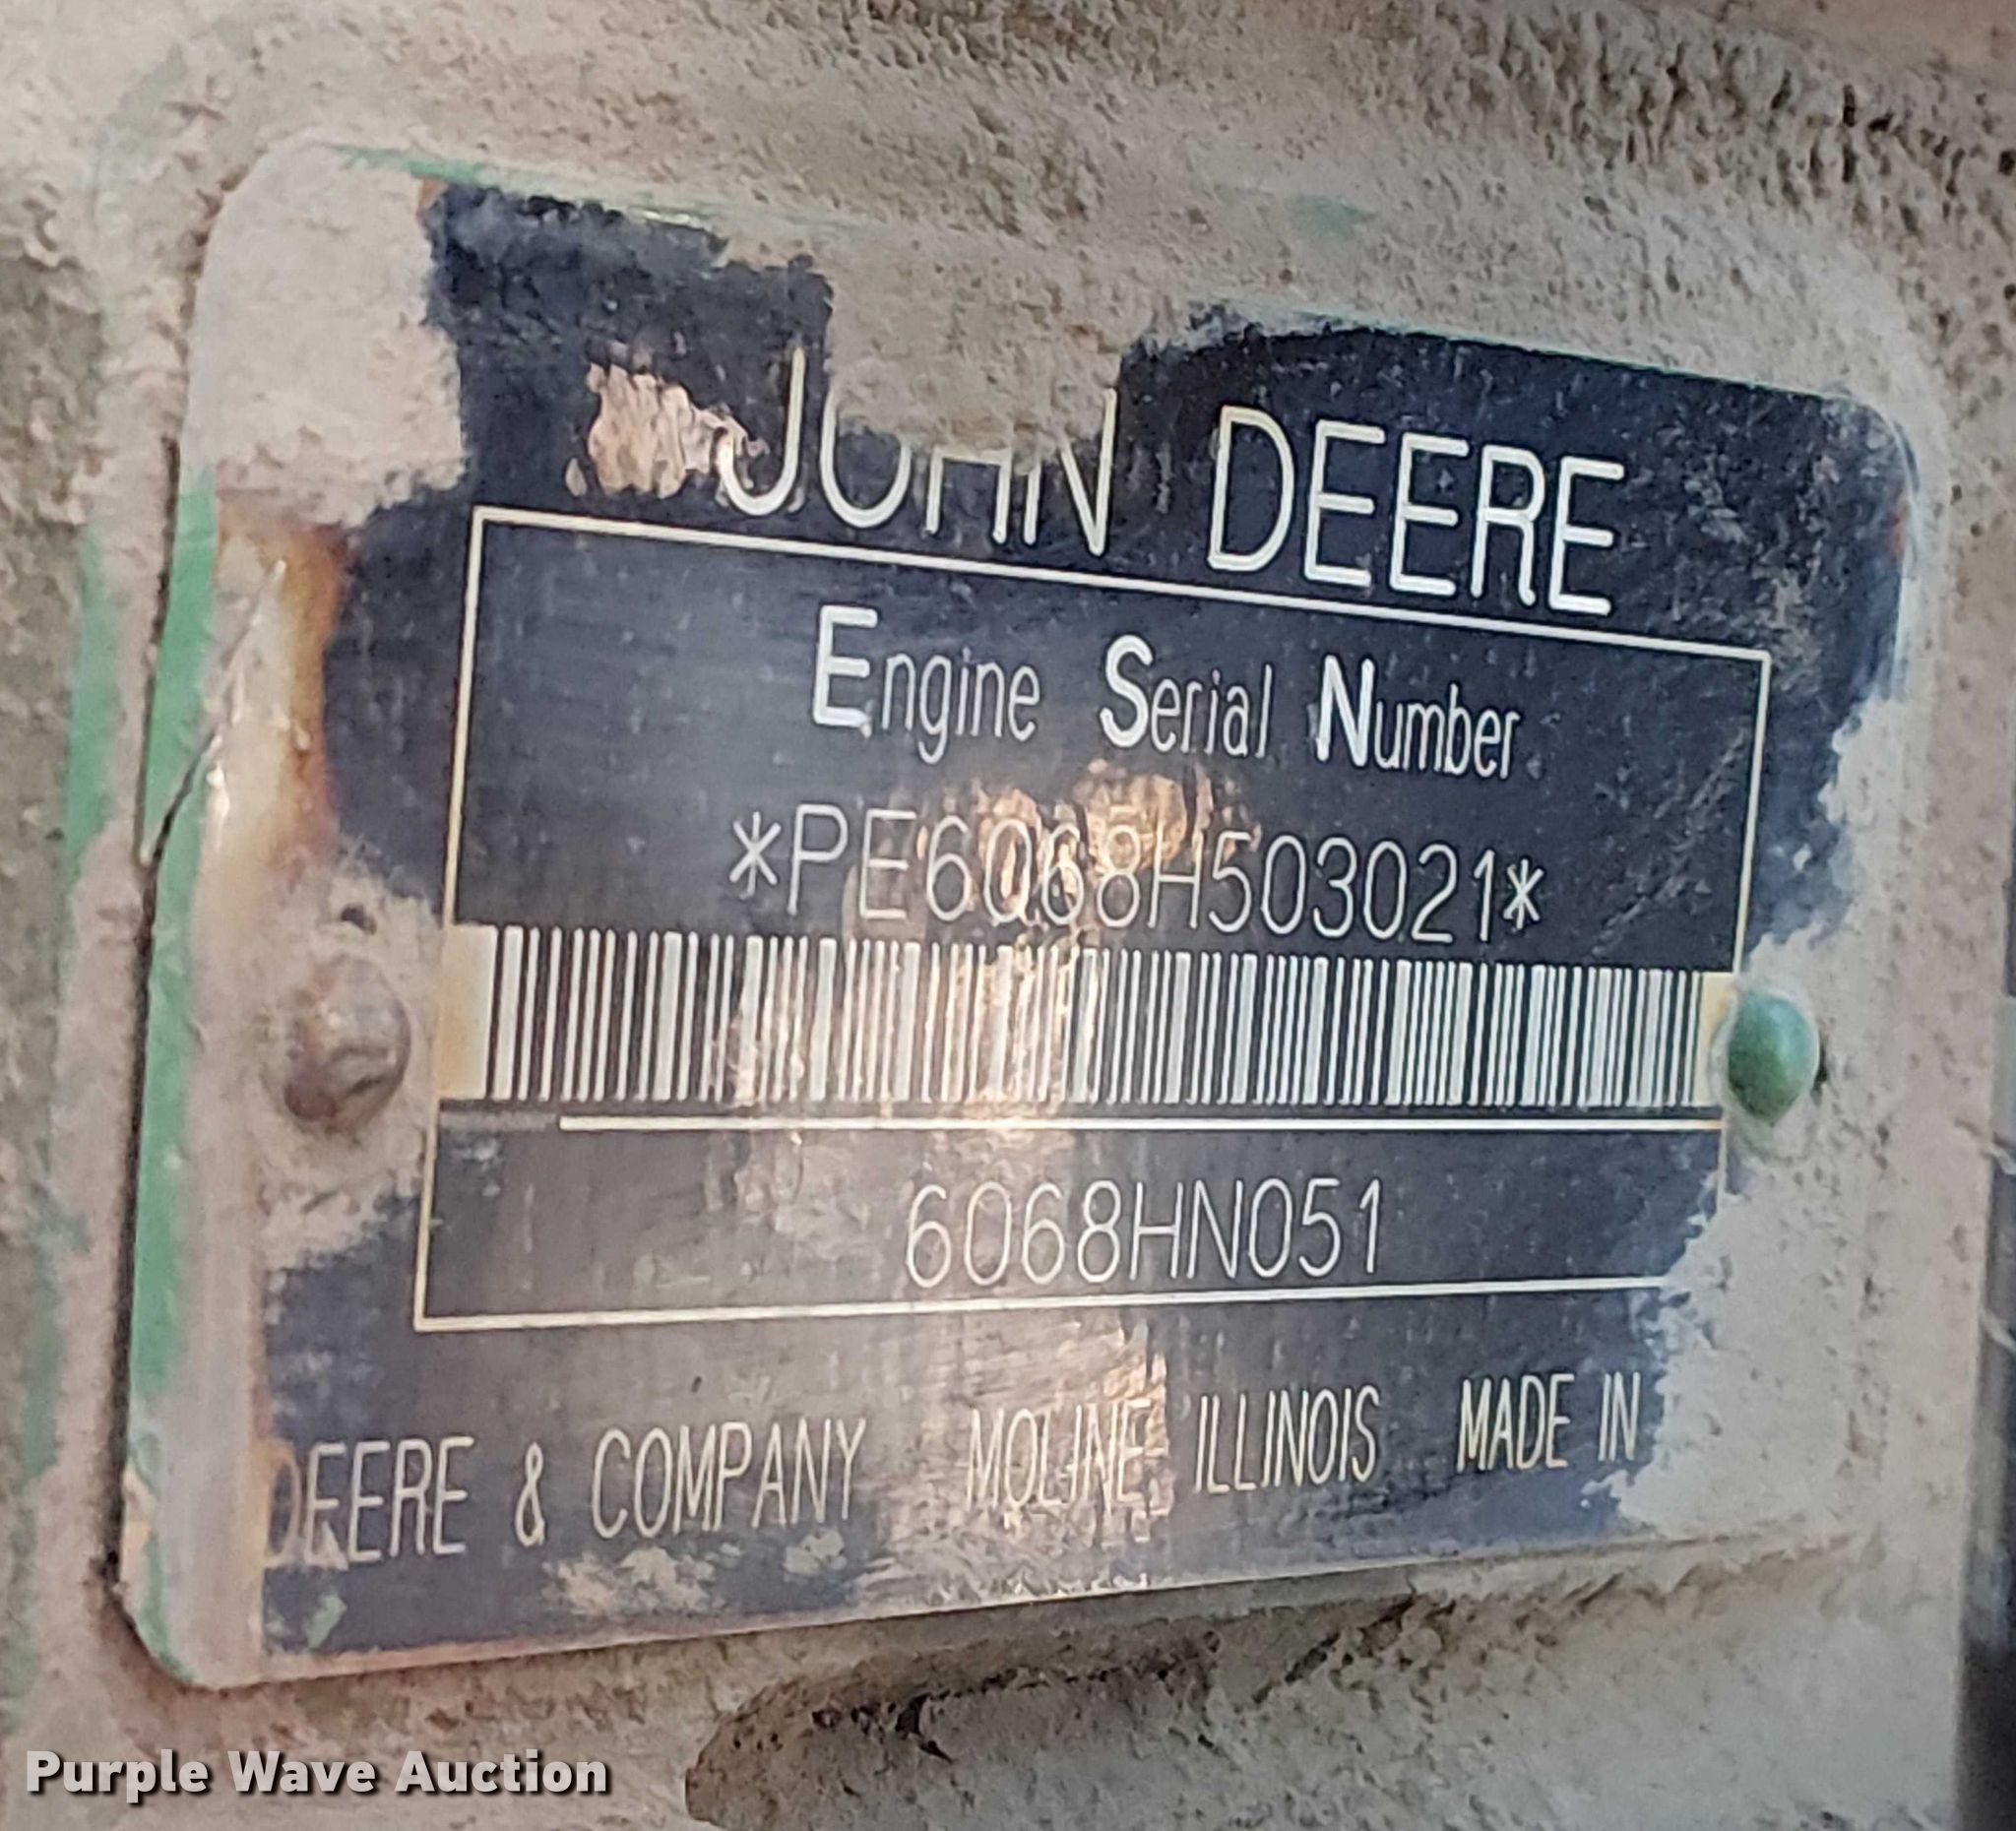 JOHN DEERE
Engine Serial Number
*PE6068H503021*
6068HN051
DEERE & COMPANY MOLINE, ILLINOIS MADE IN
Purple Wave Auction